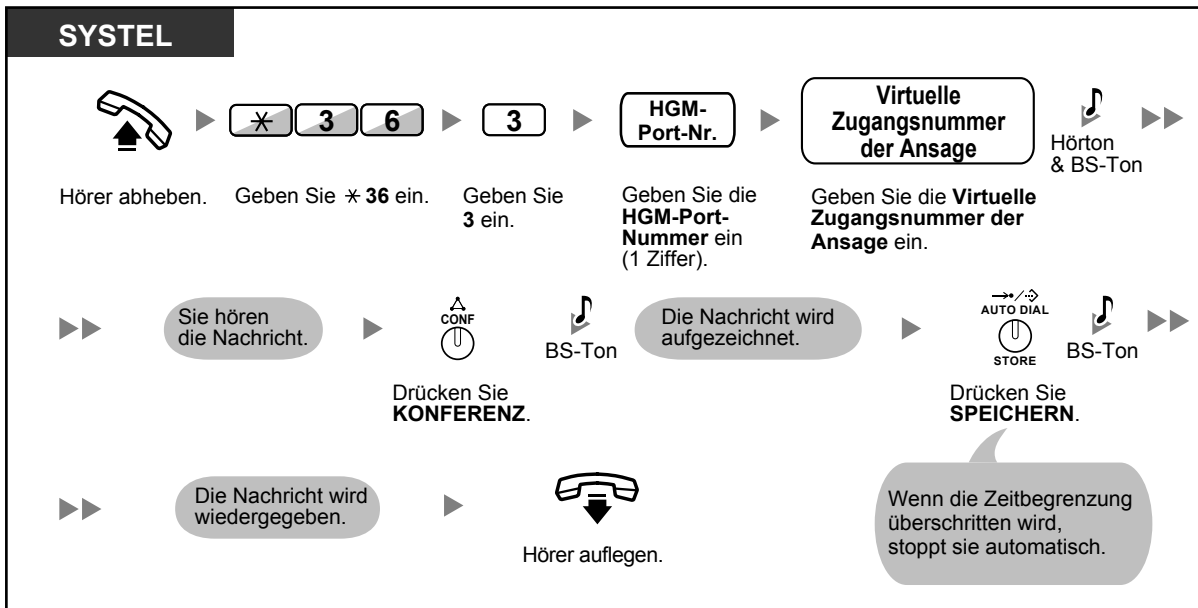 SYSTEL
✳ 3 6
3
HGM-
Port-Nr.
Virtuelle
Zugangsnummer
der Ansage
Hörton
& BS-Ton
Hörer abheben.
Geben Sie ✳ 36 ein.
Geben Sie
3 ein.
Geben Sie die
HGM-Port-
Nummer ein
(1 Ziffer).
Geben Sie die Virtuelle
Zugangsnummer der
Ansage ein.
Sie hören
die Nachricht.
CONF
BS-Ton
Drücken Sie
KONFERENZ.
Die Nachricht wird
aufgezeichnet.
AUTO DIAL
STORE
BS-Ton
Drücken Sie
SPEICHERN.
Wenn die Zeitbegrenzung
überschritten wird,
stoppt sie automatisch.
Die Nachricht wird
wiedergegeben.
Hörer auflegen.